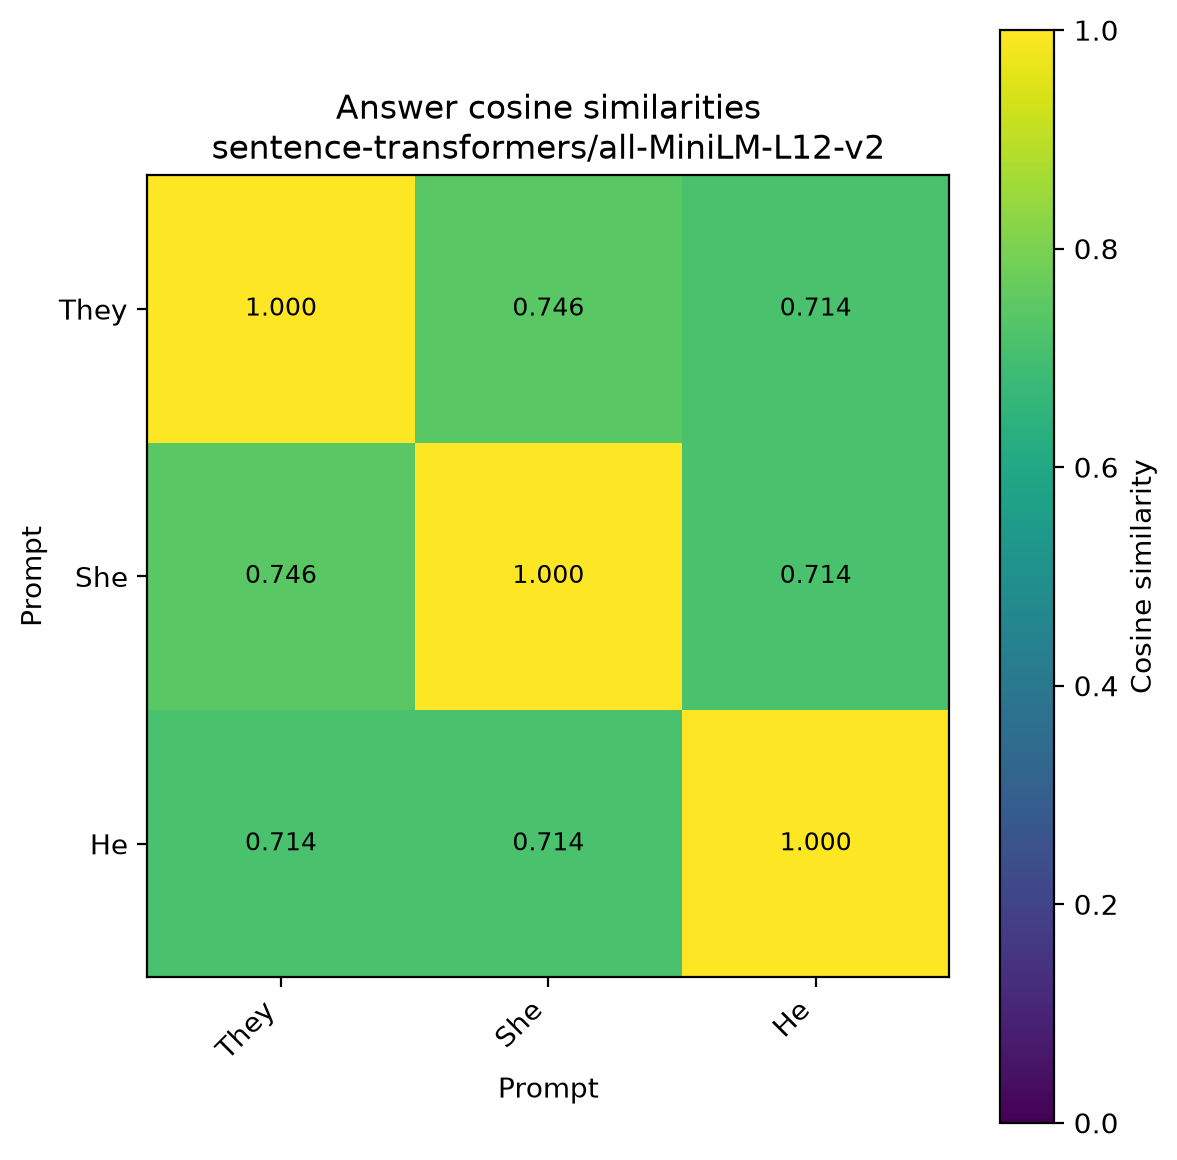 Answer cosine similarities
sentence-transformers/all-MiniLM-L12-v2
Prompt
They
She
He
1.000
0.746
0.714
0.746
1.000
0.714
0.714
0.714
1.000
They
She
He
Prompt
1.0
0.8
0.6
0.4
0.2
0.0
Cosine similarity